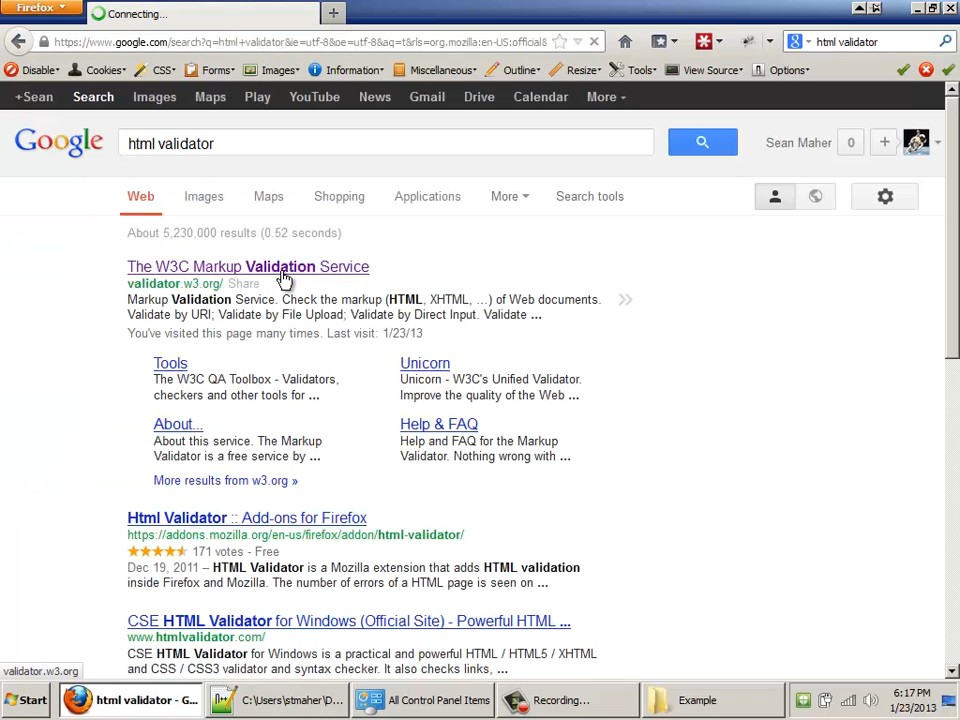 Firefox
Connecting...
https://www.google.com/search?q=html+validator&ie=utf-8&oe=utf-8&aq=t&rls=org.mozilla:en-US:official&
html validator
Disable
Cookies
CSS
Forms
Images
Information
Miscellaneous
Outline
Resize
Tools
View Source
Options
+Sean
Search
Images
Maps
Play
YouTube
News
Gmail
Drive
Calendar
More
Google
html validator
Sean Maher
0
+
Web
Images
Maps
Shopping
Applications
More
Search tools
About 5,230,000 results (0.52 seconds)
The W3C Markup Validation Service
validator.w3.org/ Share
Markup Validation Service. Check the markup (HTML, XHTML, …) of Web documents.
Validate by URI; Validate by File Upload; Validate by Direct Input. Validate ...
You've visited this page many times. Last visit: 1/23/13
Tools
The W3C QA Toolbox - Validators,
checkers and other tools for ...
Unicorn
Unicorn - W3C's Unified Validator.
Improve the quality of the Web ...
About...
About this service. The Markup
Validator is a free service by ...
Help & FAQ
Help and FAQ for the Markup
Validator. Nothing wrong with ...
More results from w3.org »
Html Validator :: Add-ons for Firefox
https://addons.mozilla.org/en-us/firefox/addon/html-validator/
171 votes - Free
Dec 19, 2011 – HTML Validator is a Mozilla extension that adds HTML validation
inside Firefox and Mozilla. The number of errors of a HTML page is seen on ...
CSE HTML Validator for Windows (Official Site) - Powerful HTML ...
www.htmlvalidator.com/
CSE HTML Validator for Windows is a practical and powerful HTML / HTML5 / XHTML
and CSS / CSS3 validator and syntax checker. It also checks links, ...
validator.w3.org
Start
html validator - G...
C:\Users\stmaher\D...
All Control Panel Items
Recording...
Example
6:17 PM
1/23/2013